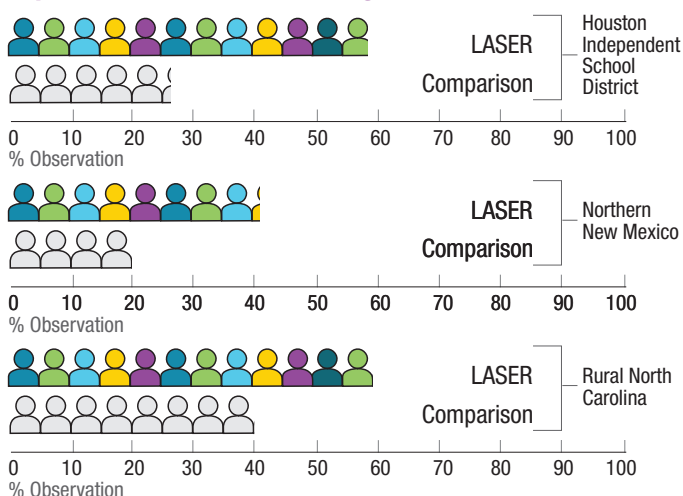 LASER
Comparison
Houston
Independent
School
District
0 10 20 30 40 50 60 70 80 90 100
% Observation
LASER
Comparison
Northern
New Mexico
0 10 20 30 40 50 60 70 80 90 100
% Observation
LASER
Comparison
Rural North
Carolina
0 10 20 30 40 50 60 70 80 90 100
% Observation